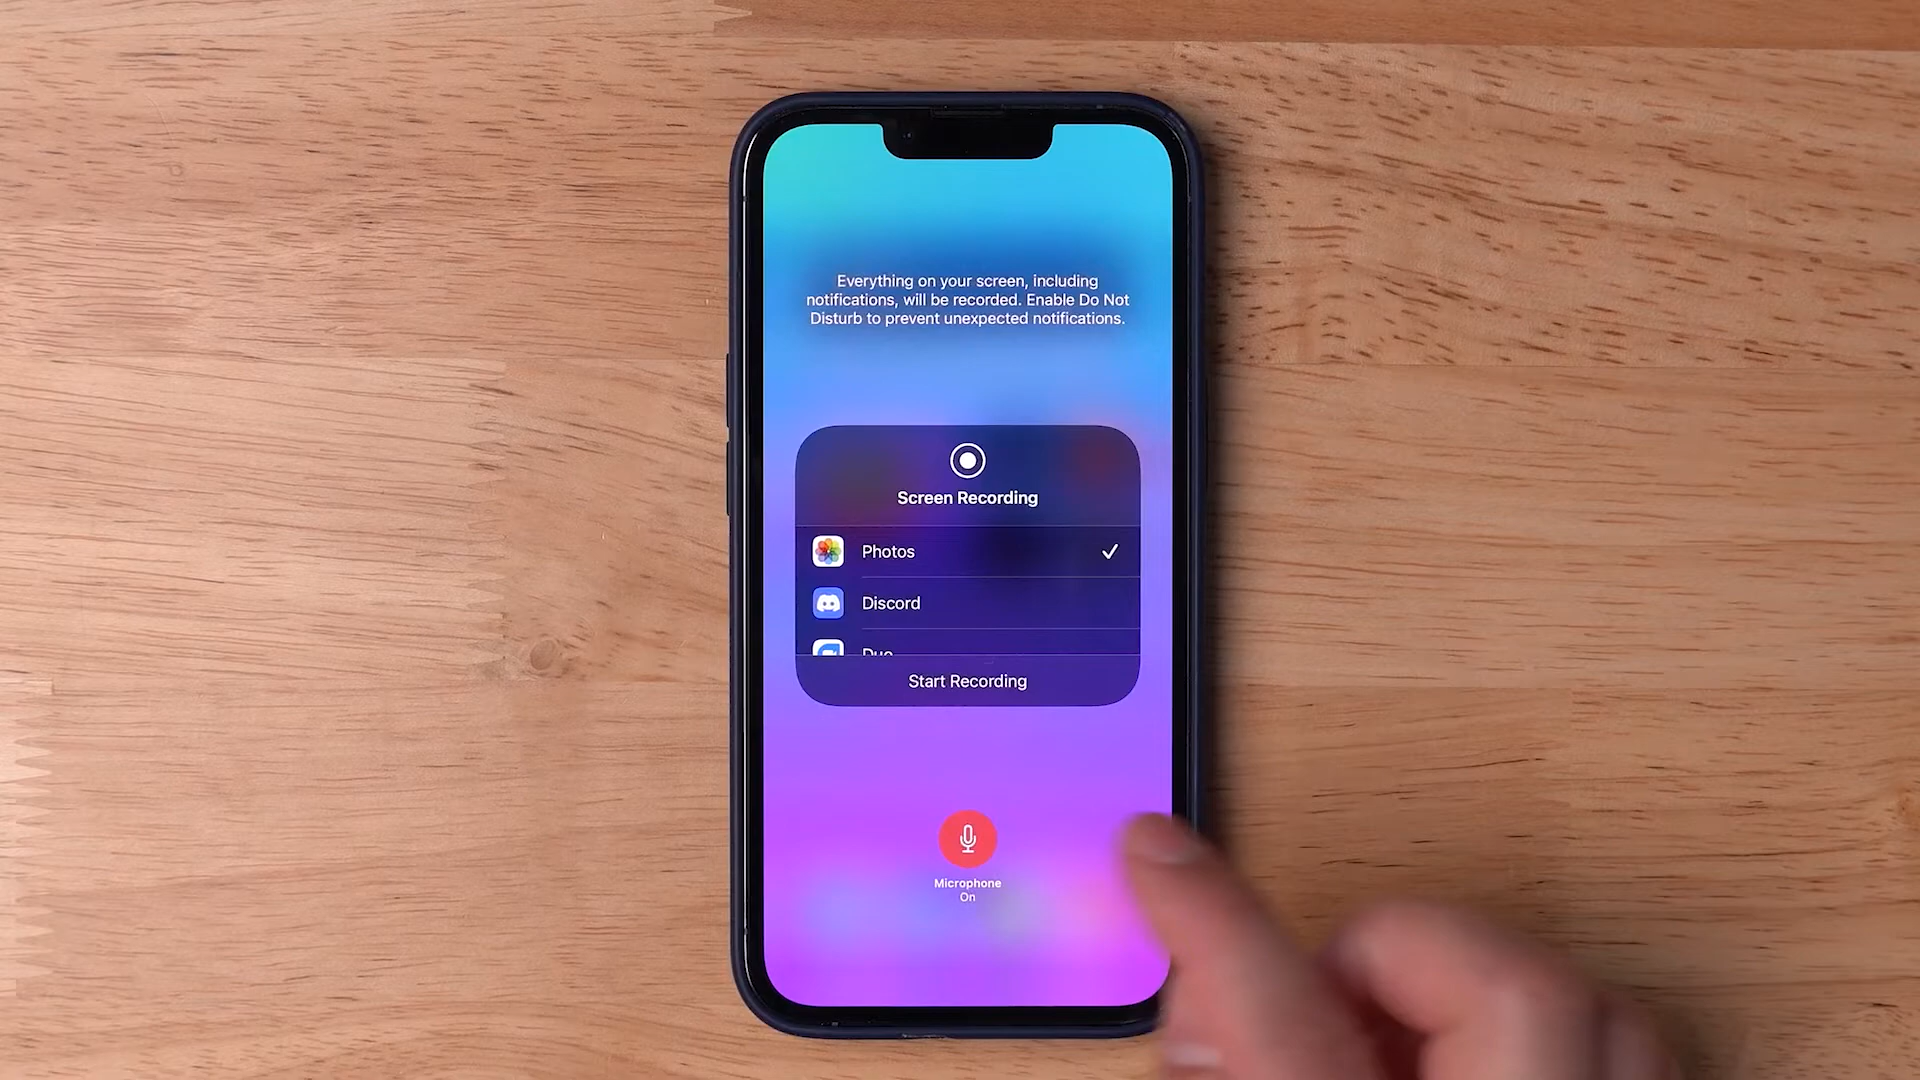 Everything on your screen, including
notifications, will be recorded. Enable Do Not
Disturb to prevent unexpected notifications.
Screen Recording
Photos
Discord
Duo
Start Recording
Microphone
On